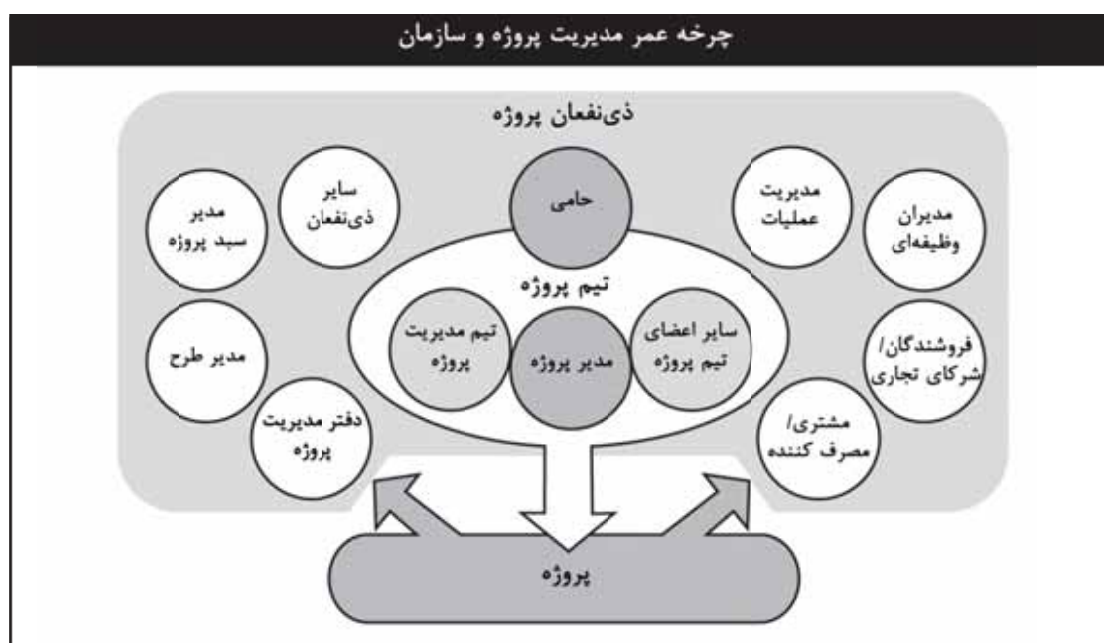 چرخه عمر مدیریت پروژه و سازمان
ذی‌نفعان پروژه
مدیران
وظیفه‌ای
مدیریت
عملیات
حامی
سایر
ذی‌نفعان
مدیر
سبد پروژه
تیم پروژه
فروشندگان/
شرکای تجاری
سایر اعضای
تیم پروژه
مدیر پروژه
تیم مدیریت
پروژه
مدیر طرح
مشتری/
مصرف کننده
دفتر مدیریت
پروژه
پروژه